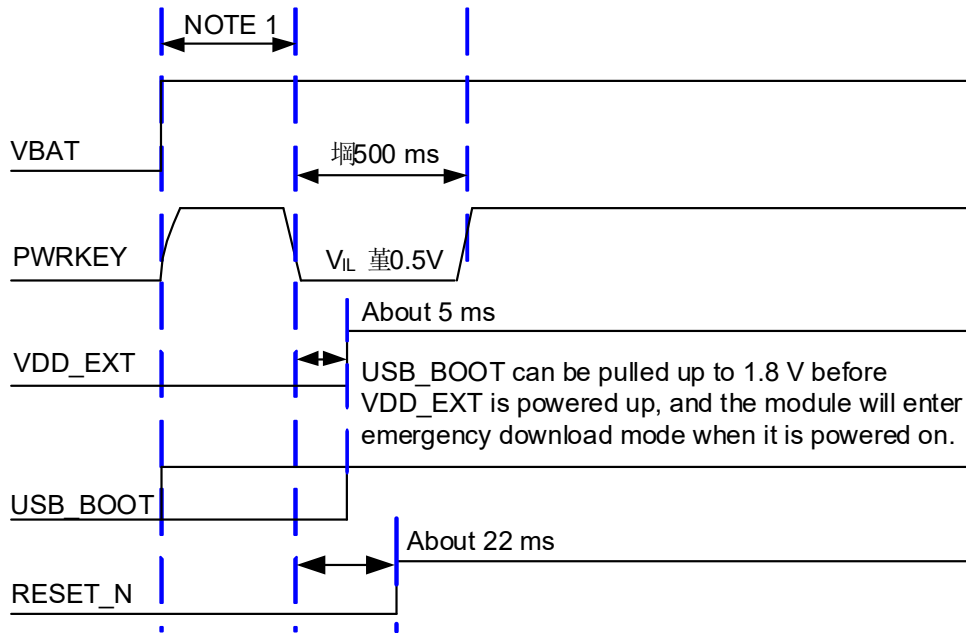 NOTE 1
VBAT
堈500 ms
PWRKEY
VIL 堇0.5V
About 5 ms
VDD_EXT
USB_BOOT can be pulled up to 1.8 V before
VDD_EXT is powered up, and the module will enter
emergency download mode when it is powered on.
USB_BOOT
About 22 ms
RESET_N